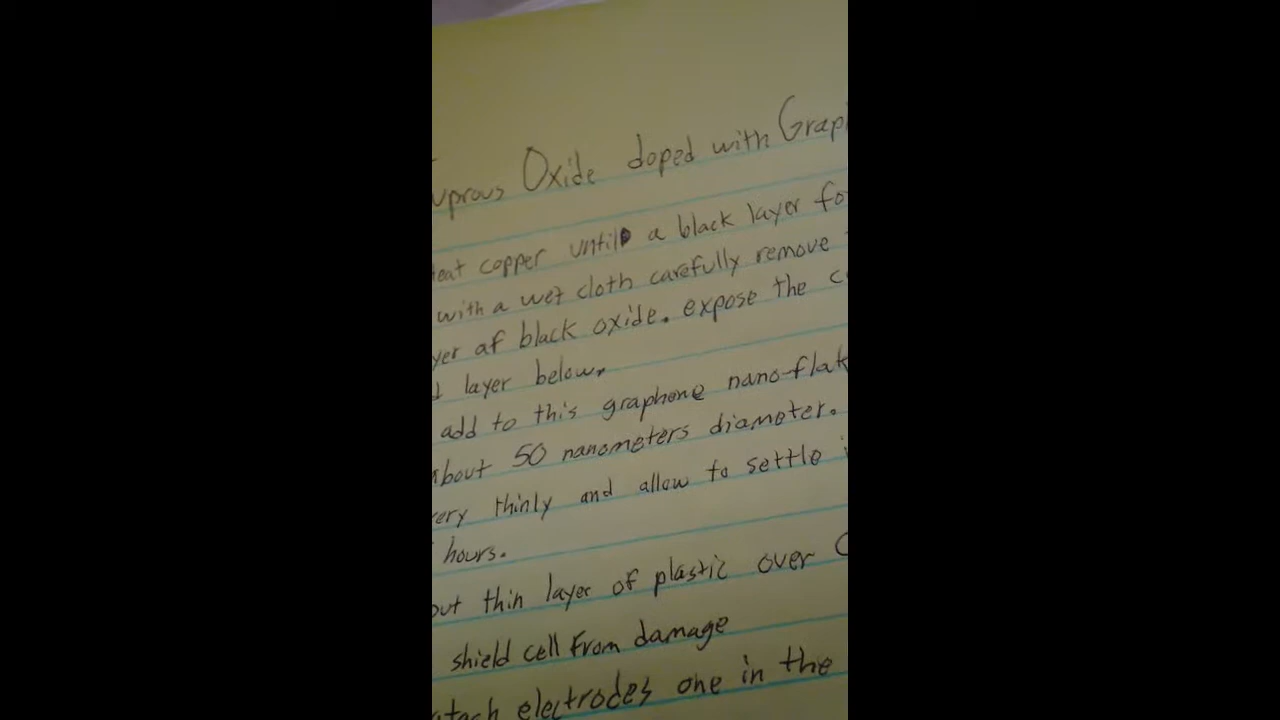 uprous Oxide doped with Grap
eat copper until a black layer fo
with a wet cloth carefully remove
yer af black oxide. expose the c
layer below.
add to this graphene nano-flak
bout 50 nanometers diameter.
ery thinly and allow to settle i
hours.
out thin layer of plastic over C
shield cell from damage
tach electrodes one in the